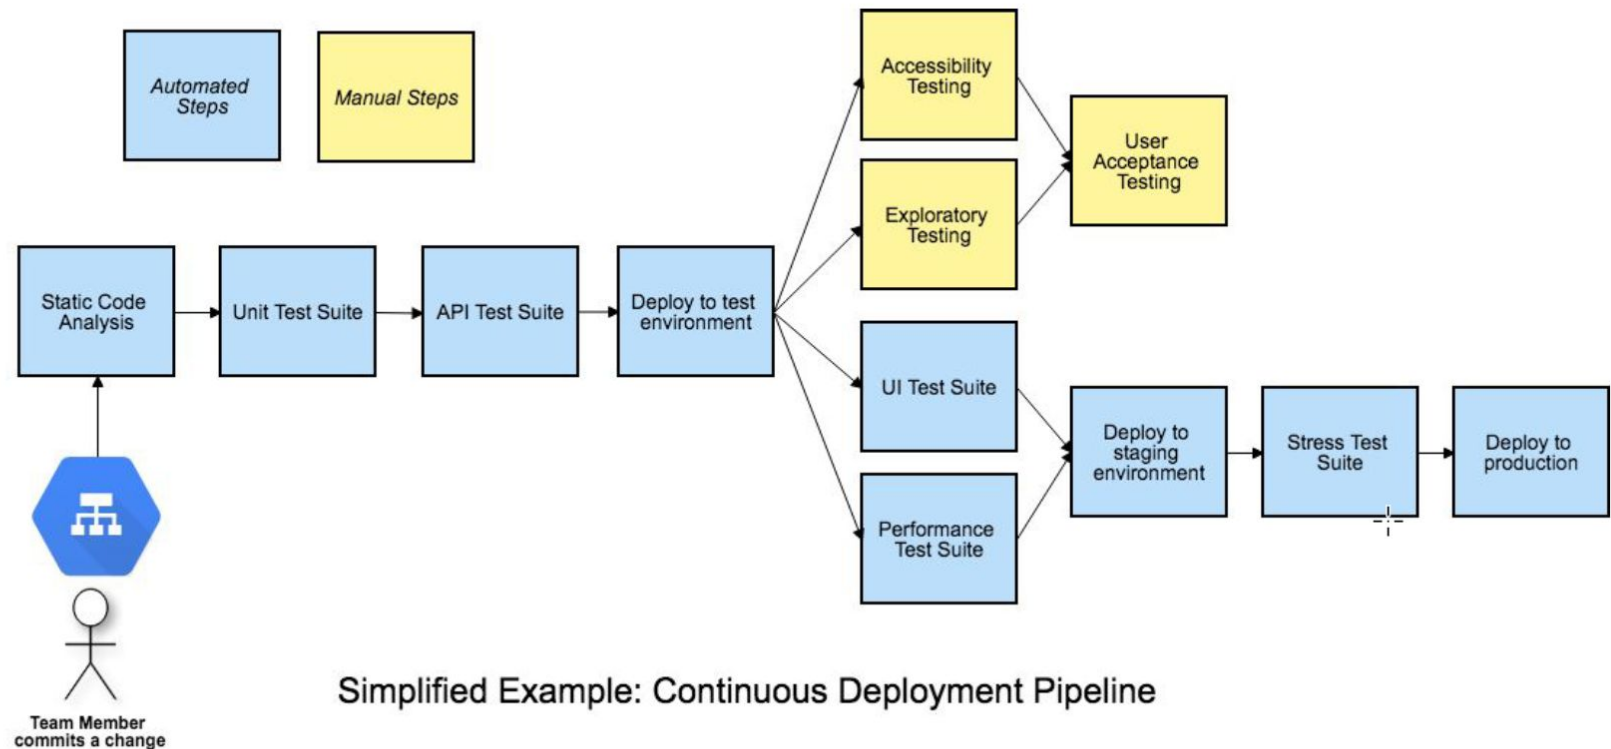 Automated
Steps
Manual Steps
Accessibility
Testing
User
Acceptance
Testing
Exploratory
Testing
Static Code
Analysis
Unit Test Suite
API Test Suite
Deploy to test
environment
UI Test Suite
Performance
Test Suite
Deploy to
staging
environment
Stress Test
Suite
Deploy to
production
Simplified Example: Continuous Deployment Pipeline
Team Member
commits a change